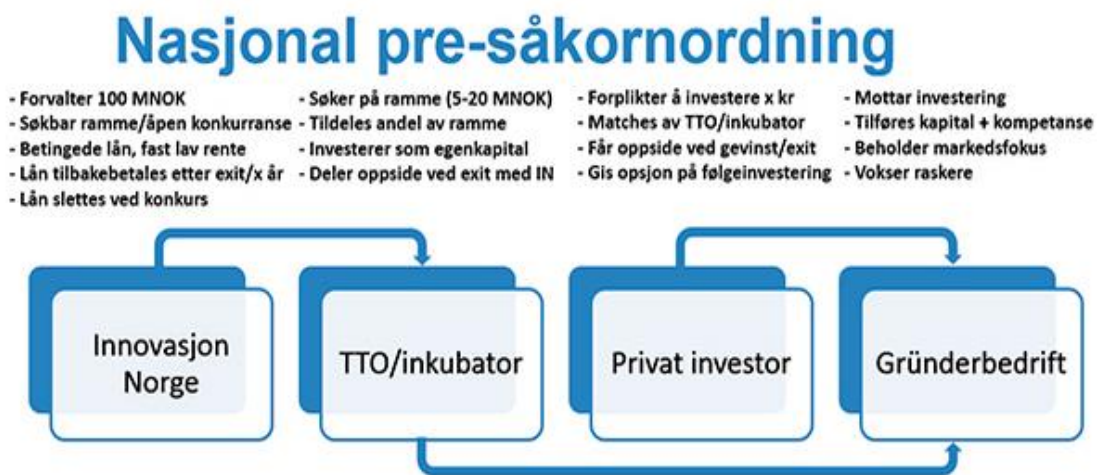 Nasjonal pre-såkornordning
- Forvalter 100 MNOK
- Søkbar ramme/åpen konkurranse
- Betingede lån, fast lav rente
- Lån tilbakebetales etter exit/x år
- Lån slettes ved konkurs
- Søker på ramme (5-20 MNOK)
- Tildeles andel av ramme
- Investerer som egenkapital
- Deler oppside ved exit med IN
- Forplikter å investere x kr
- Matches av TTO/inkubator
- Får oppside ved gevinst/exit
- Gis opsjon på følgeinvestering
- Mottar investering
- Tilføres kapital + kompetanse
- Beholder markedsfokus
- Vokser raskere
Innovasjon
Norge
TTO/inkubator
Privat investor
Gründerbedrift